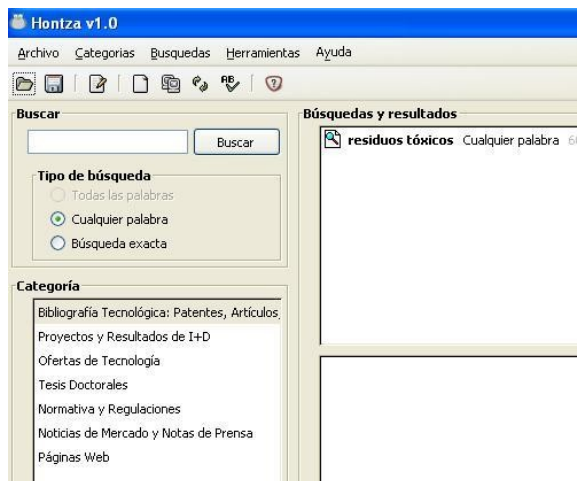 Hontza v1.0
Archivo Categorias Busquedas Herramientas Ayuda
Buscar
Buscar
Tipo de búsqueda
Todas las palabras
Cualquier palabra
Búsqueda exacta
Categoría
Bibliografía Tecnológica: Patentes, Artículos,
Proyectos y Resultados de I+D
Ofertas de Tecnología
Tesis Doctorales
Normativa y Regulaciones
Noticias de Mercado y Notas de Prensa
Páginas Web
Búsquedas y resultados
residuos tóxicos Cualquier palabra